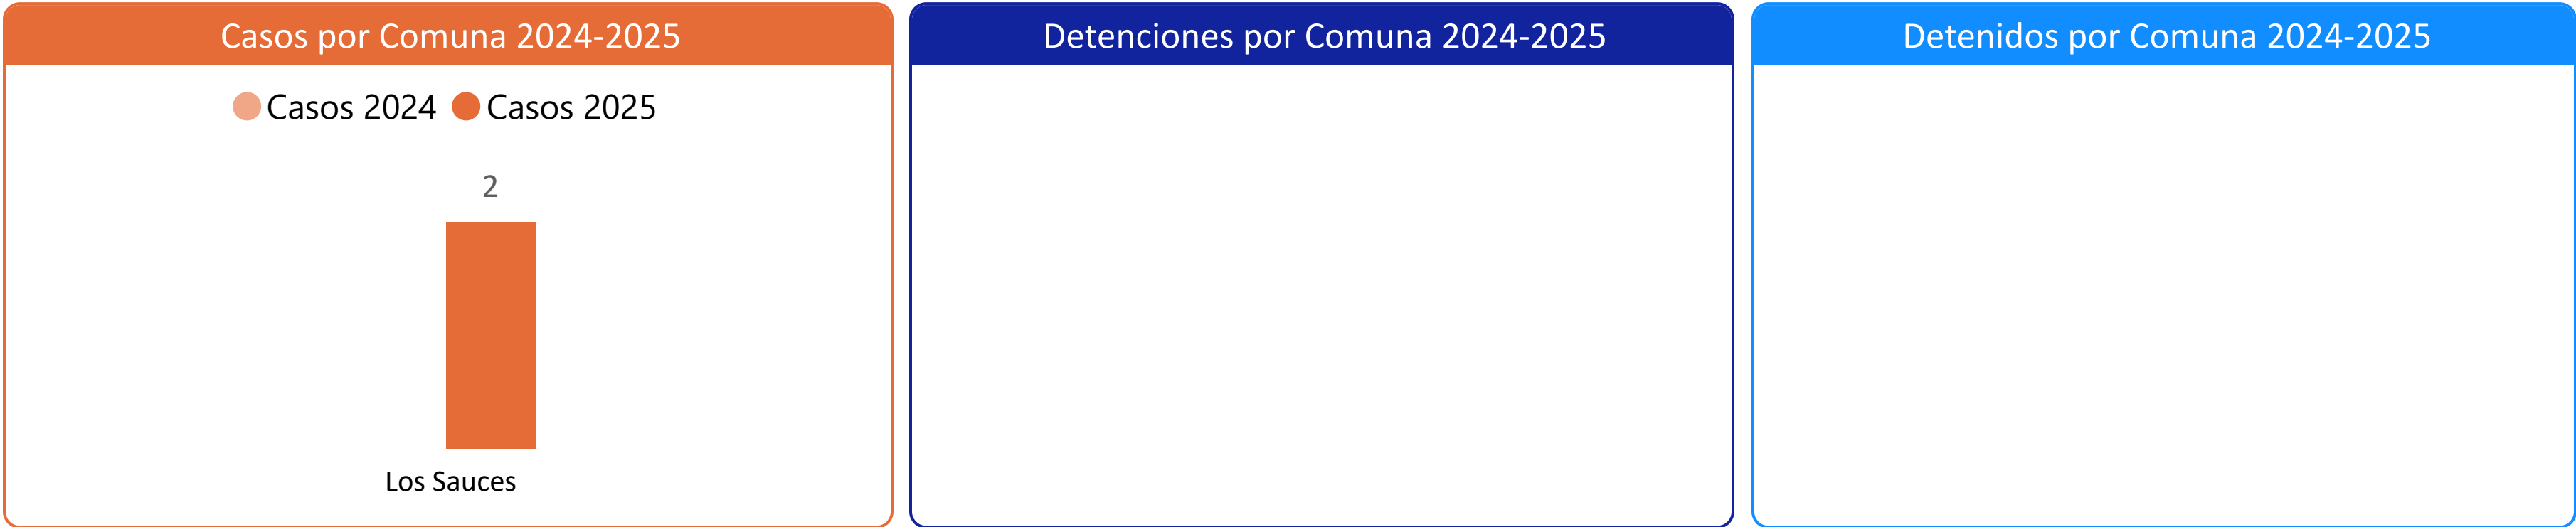 Casos por Comuna 2024-2025
Casos 2024 Casos 2025
2
Los Sauces
Detenciones por Comuna 2024-2025
Detenidos por Comuna 2024-2025